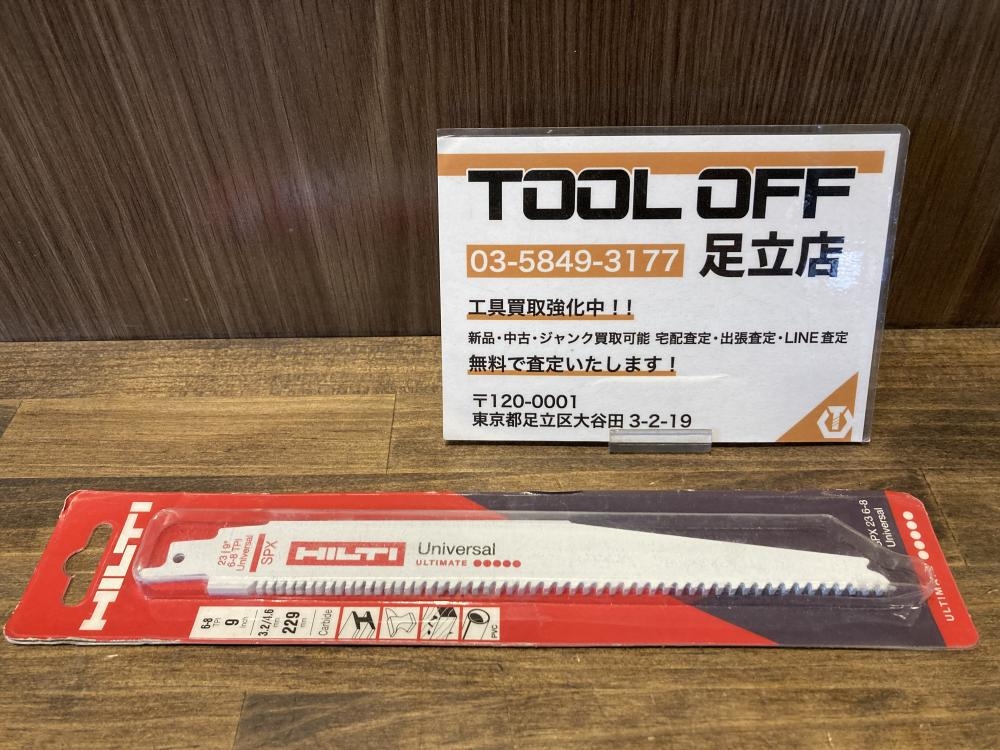 TOOL OFF
03-5849-3177 足立店
工具買取強化中！！
新品・中古・ジャンク買取可能 宅配査定・出張査定・LINE査定
無料で査定いたします！
〒120-0001
東京都足立区大谷田3-2-19
HILTI
23 | 9"
6-8 TPI
Universal
SPX
HILTI
Universal
ULTIMATE
SPX 23 6-8
Universal
ULTIMATE
6-8
TPI
9
inch
3.2/4.6
mm
229
mm
Carbide
PVC